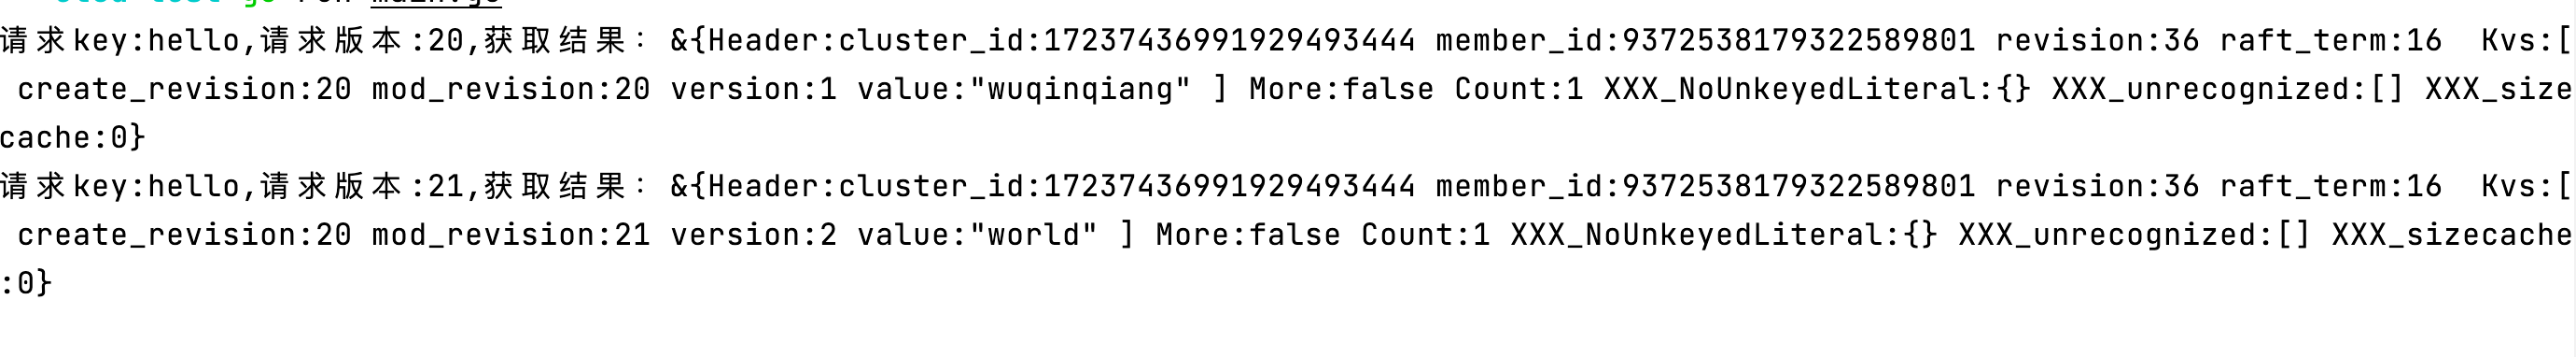 请求key:hello,请求版本:20,获取结果： &{Header:cluster_id:17237436991929493444 member_id:9372538179322589801 revision:36 raft_term:16  Kvs:[
 create_revision:20 mod_revision:20 version:1 value:"wuqinqiang" ] More:false Count:1 XXX_NoUnkeyedLiteral:{} XXX_unrecognized:[] XXX_size
cache:0}
请求key:hello,请求版本:21,获取结果： &{Header:cluster_id:17237436991929493444 member_id:9372538179322589801 revision:36 raft_term:16  Kvs:[
 create_revision:20 mod_revision:21 version:2 value:"world" ] More:false Count:1 XXX_NoUnkeyedLiteral:{} XXX_unrecognized:[] XXX_sizecache
:0}